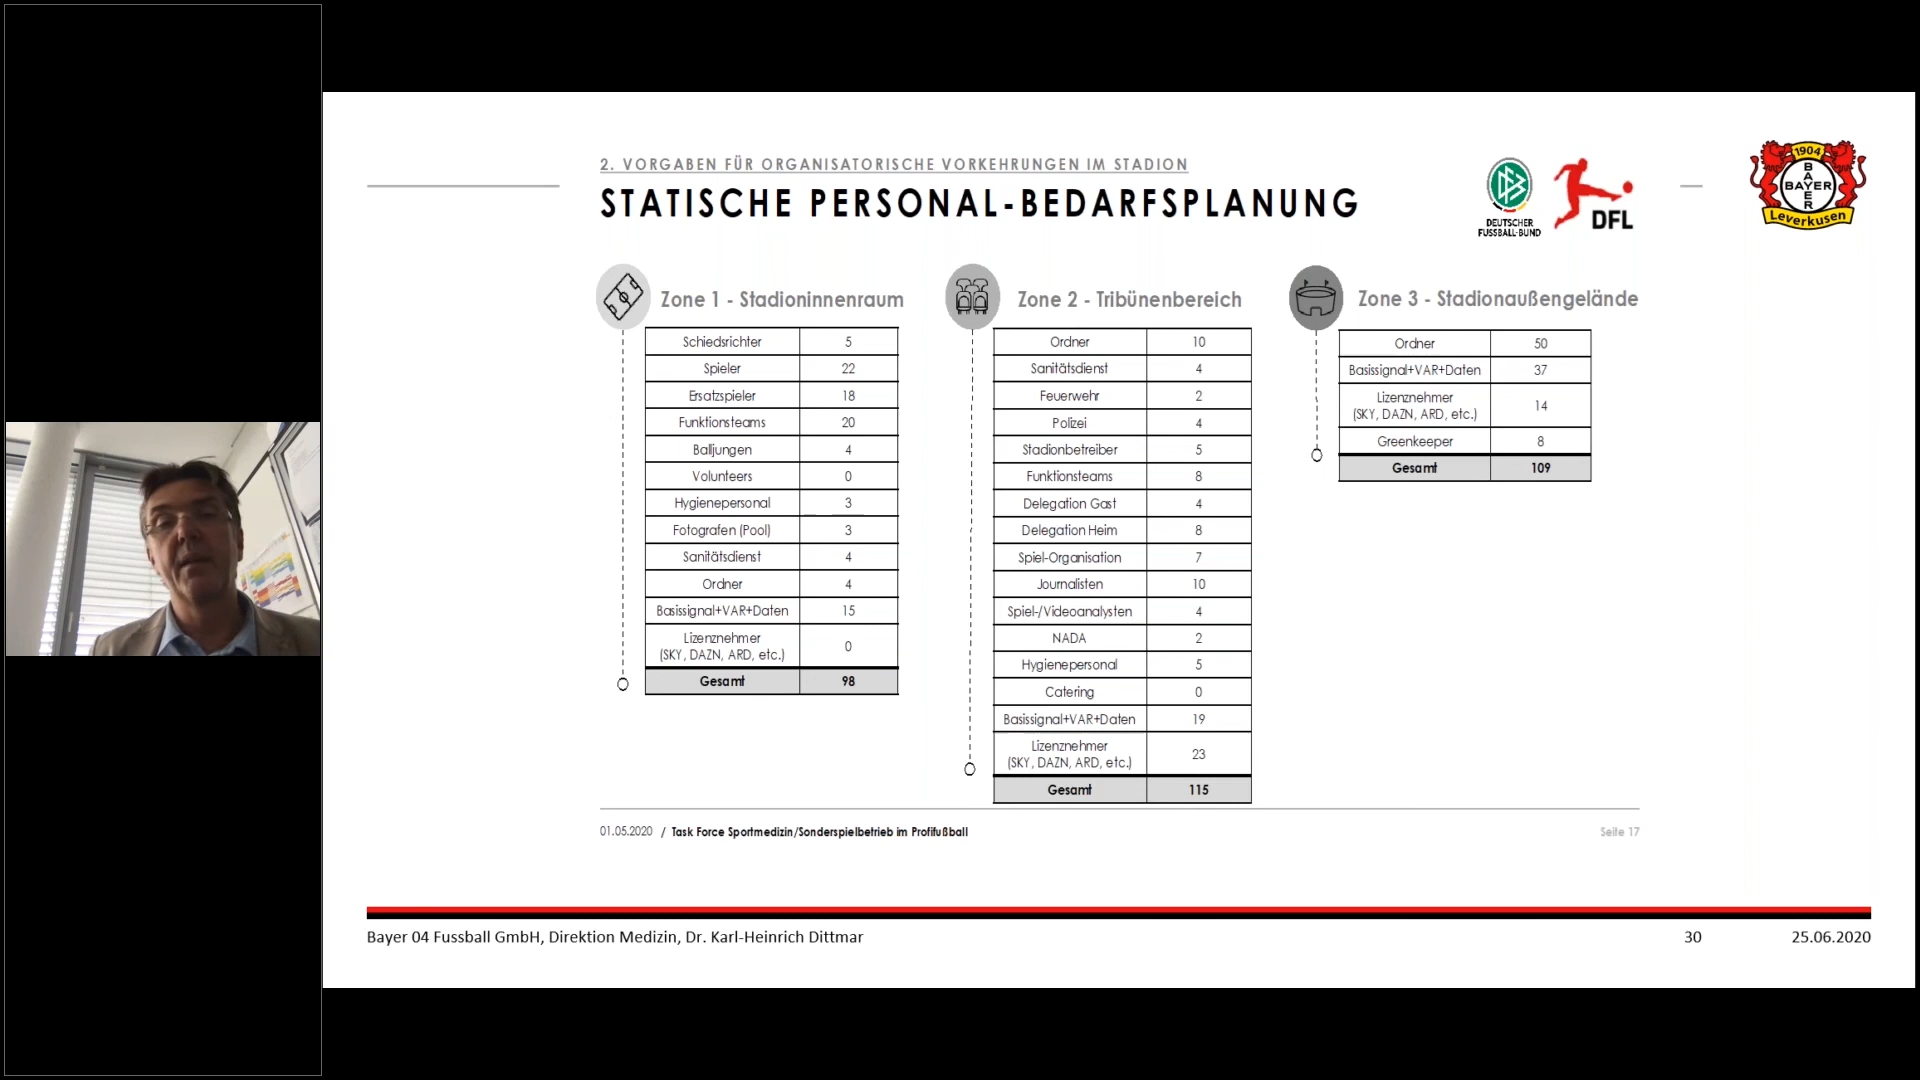 2. VORGABEN FÜR ORGANISATORISCHE VORKEHRUNGEN IM STADION
STATISCHE PERSONAL-BEDARFSPLANUNG
DEUTSCHER
FUSSBALL-BUND
DFL
1904
BAYER
BAYER
Leverkusen
Zone 1 - Stadioninnenraum
Schiedsrichter 5
Spieler 22
Ersatzspieler 18
Funktionsteams 20
Balljungen 4
Volunteers 0
Hygienepersonal 3
Fotografen (Pool) 3
Sanitätsdienst 4
Ordner 4
Basissignal+VAR+Daten 15
Lizenznehmer
(SKY, DAZN, ARD, etc.) 0
Gesamt 98
Zone 2 - Tribünenbereich
Ordner 10
Sanitätsdienst 4
Feuerwehr 2
Polizei 4
Stadionbetreiber 5
Funktionsteams 8
Delegation Gast 4
Delegation Heim 8
Spiel-Organisation 7
Journalisten 10
Spiel-/Videoanalysten 4
NADA 2
Hygienepersonal 5
Catering 0
Basissignal+VAR+Daten 19
Lizenznehmer
(SKY, DAZN, ARD, etc.) 23
Gesamt 115
Zone 3 - Stadionaußengelände
Ordner 50
Basissignal+VAR+Daten 37
Lizenznehmer
(SKY, DAZN, ARD, etc.) 14
Greenkeeper 8
Gesamt 109
01.05.2020 / Task Force Sportmedizin/Sonderspielbetrieb im Profifußball
Seite 17
Bayer 04 Fussball GmbH, Direktion Medizin, Dr. Karl-Heinrich Dittmar
30
25.06.2020